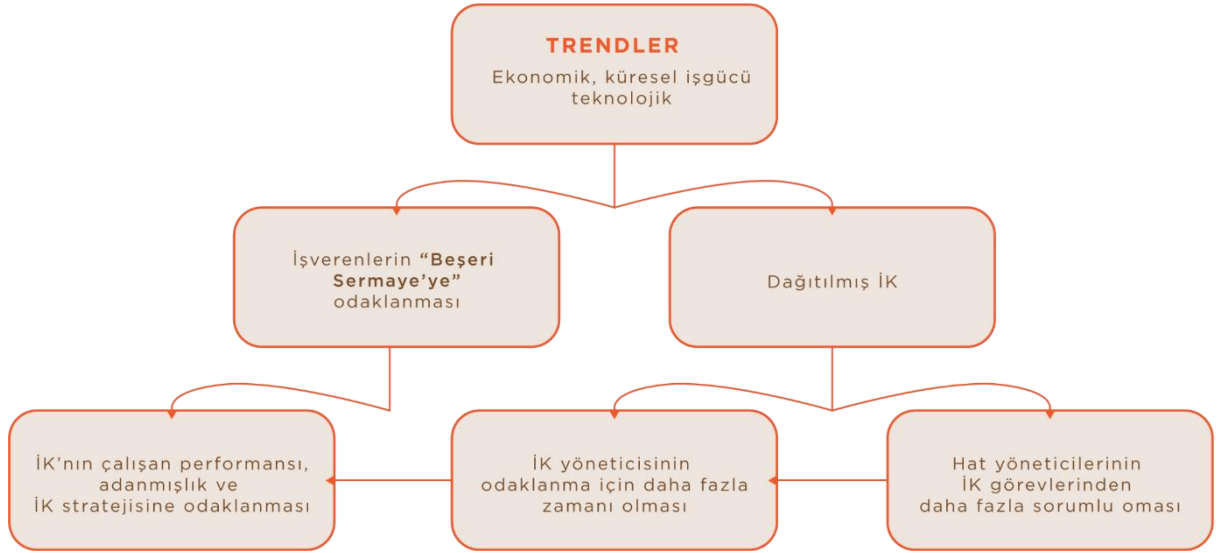 TRENDLER
Ekonomik, küresel işgücü
teknolojik
İşverenlerin “Beşeri
Sermaye’ye”
odaklanması
Dağıtılmış İK
İK’nın çalışan performansı,
adanmışlık ve
İK stratejisine odaklanması
İK yöneticisinin
odaklanma için daha fazla
zamanı olması
Hat yöneticilerinin
İK görevlerinden
daha fazla sorumlu oması